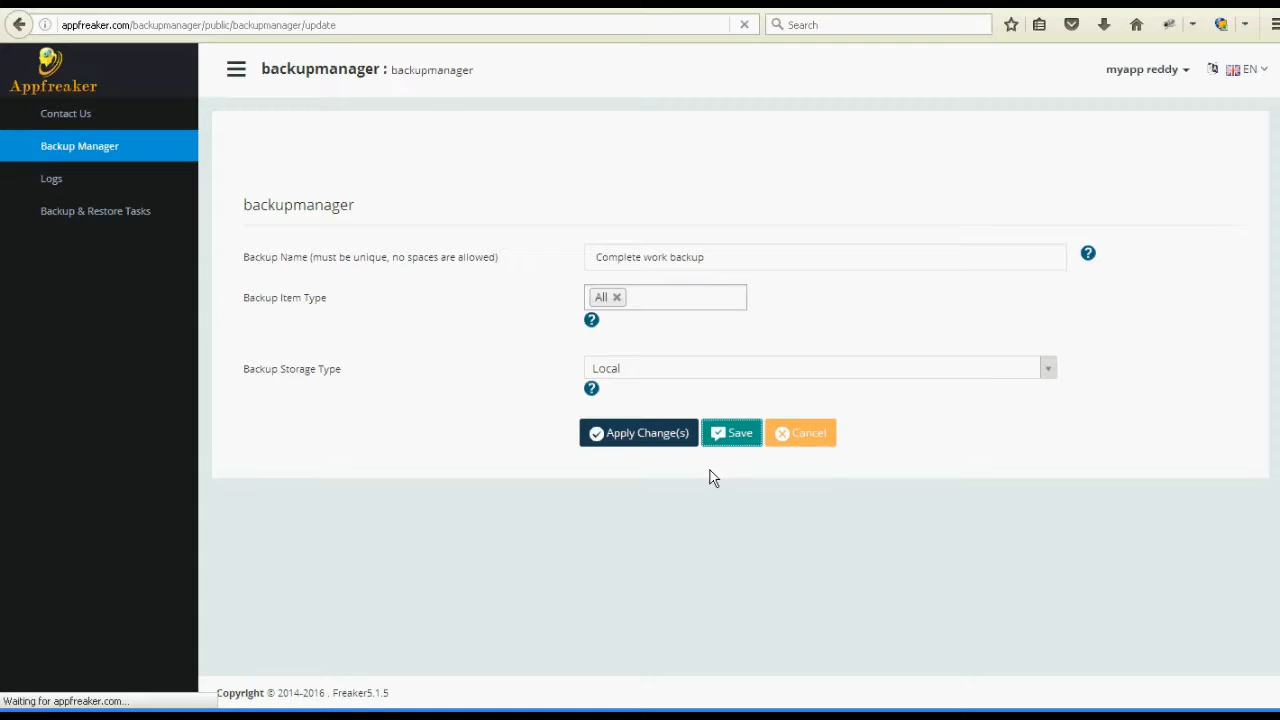 appfreaker.com/backupmanager/public/backupmanager/update
Search
Appfreaker
backupmanager : backupmanager
myapp reddy
EN
Contact Us
Backup Manager
Logs
Backup & Restore Tasks
backupmanager
Backup Name (must be unique, no spaces are allowed)
Complete work backup
?
Backup Item Type
All
?
Backup Storage Type
Local
?
Apply Change(s)
Save
Cancel
Copyright © 2014-2016 . Freaker5.1.5
Waiting for appfreaker.com...